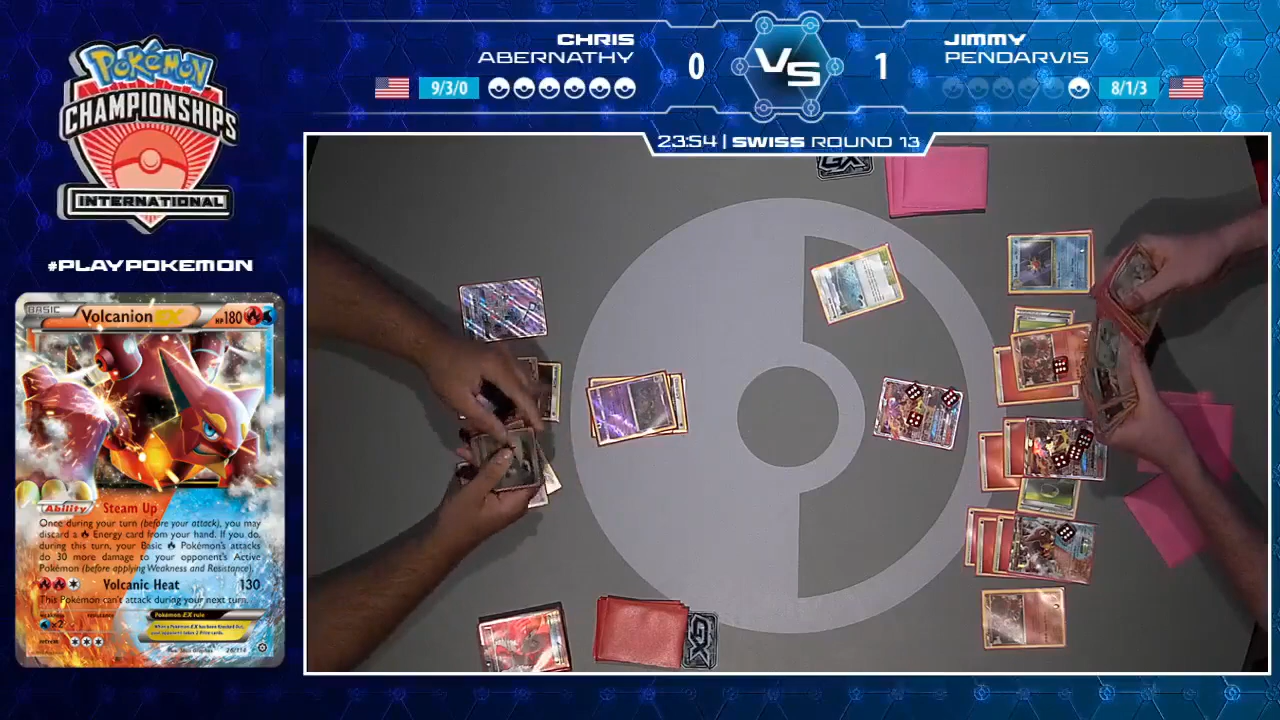 Pokémon
CHAMPIONSHIPS
INTERNATIONAL
#PLAYPOKEMON
CHRIS
ABERNATHY
9/3/0
0
VS
1
JIMMY
PENDARVIS
8/1/3
23:54 | SWISS ROUND 13
GX
GX
BASIC
Volcanion EX
HP180
Ability Steam Up
Once during your turn (before your attack), you may
discard a Energy card from your hand. If you do,
during this turn, your Basic Pokémon's attacks
do 30 more damage to your opponent's Active
Pokémon (before applying Weakness and Resistance).
Volcanic Heat 130
This Pokémon can't attack during your next turn.
Pokémon-EX rule
26/114